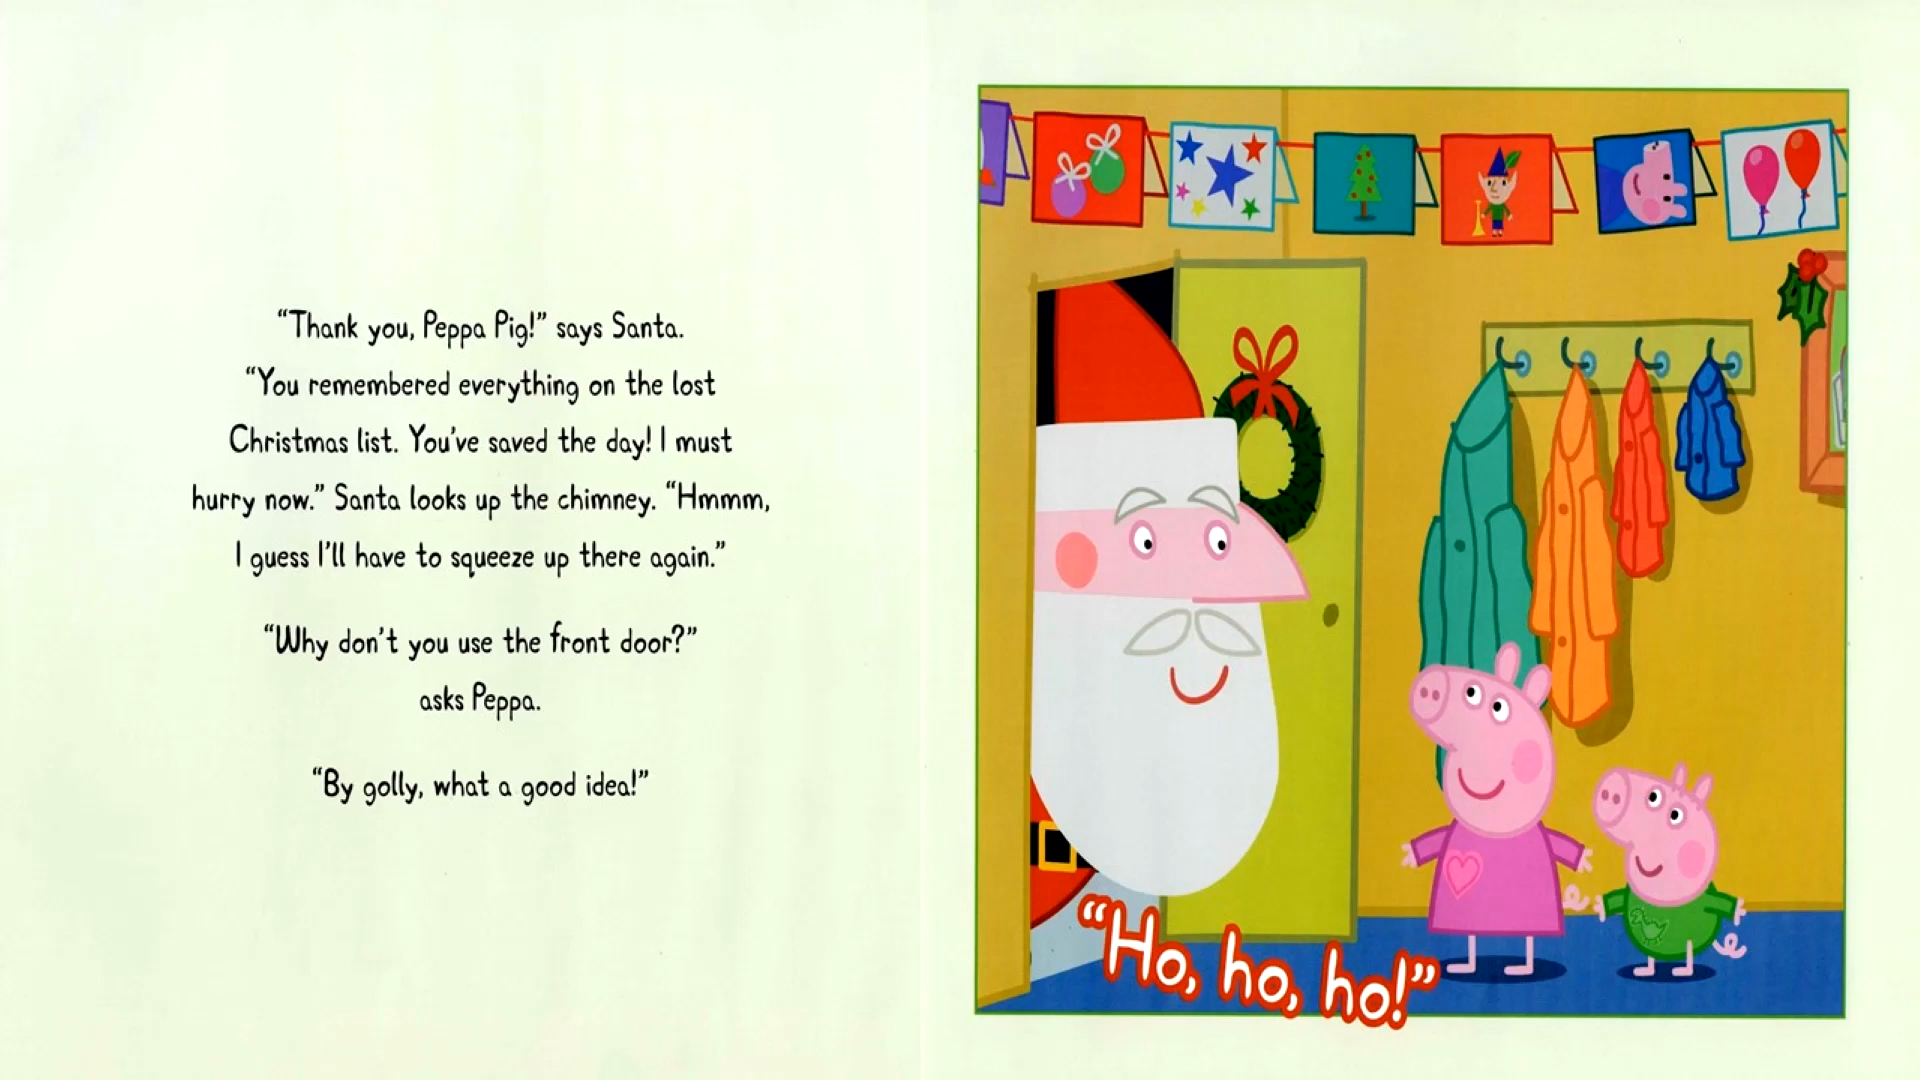 “Thank you, Peppa Pig!” says Santa.
“You remembered everything on the lost
Christmas list. You’ve saved the day! I must
hurry now.” Santa looks up the chimney. “Hmmm,
I guess I’ll have to squeeze up there again.”
“Why don’t you use the front door?”
asks Peppa.
“By golly, what a good idea!”
“Ho, ho, ho!”